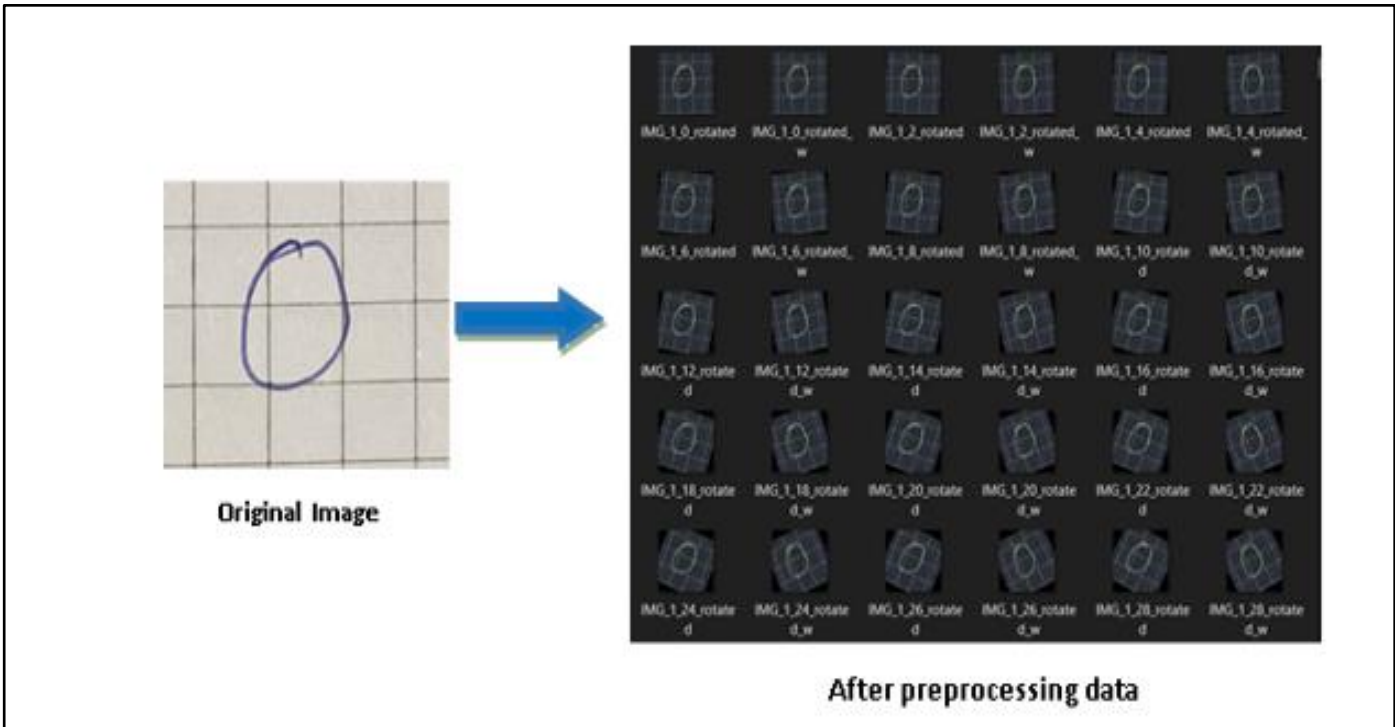 IMG_1_0_rotated IMG_1_0_rotated_ IMG_1_2_rotated IMG_1_2_rotated_ IMG_1_4_rotated IMG_1_4_rotated_
w w w
IMG_1_6_rotated IMG_1_6_rotated_ IMG_1_8_rotated IMG_1_8_rotated_ IMG_1_10_rotate IMG_1_10_rotate
w w d d_w
IMG_1_12_rotate IMG_1_12_rotate IMG_1_14_rotate IMG_1_14_rotate IMG_1_16_rotate IMG_1_16_rotate
d d_w d d_w d d_w
IMG_1_18_rotate IMG_1_18_rotate IMG_1_20_rotate IMG_1_20_rotate IMG_1_22_rotate IMG_1_22_rotate
d d_w d d_w d d_w
IMG_1_24_rotate IMG_1_24_rotate IMG_1_26_rotate IMG_1_26_rotate IMG_1_28_rotate IMG_1_28_rotate
d d_w d d_w d d_w
Original Image
After preprocessing data